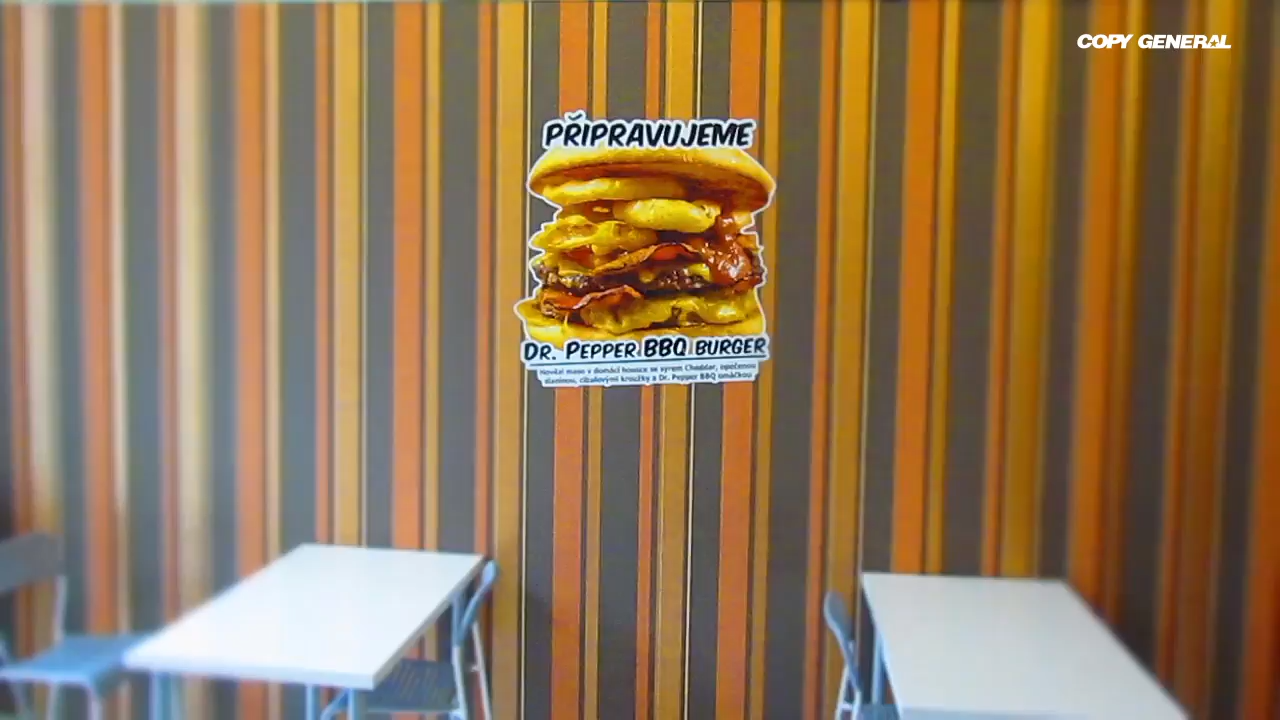 COPY GENERAL
PŘIPRAVUJEME
DR. PEPPER BBQ BURGER
Hovězí maso v domácí housce se sýrem Cheddar, opečenou
slaninou, cibulovými kroužky a Dr. Pepper BBQ omáčkou